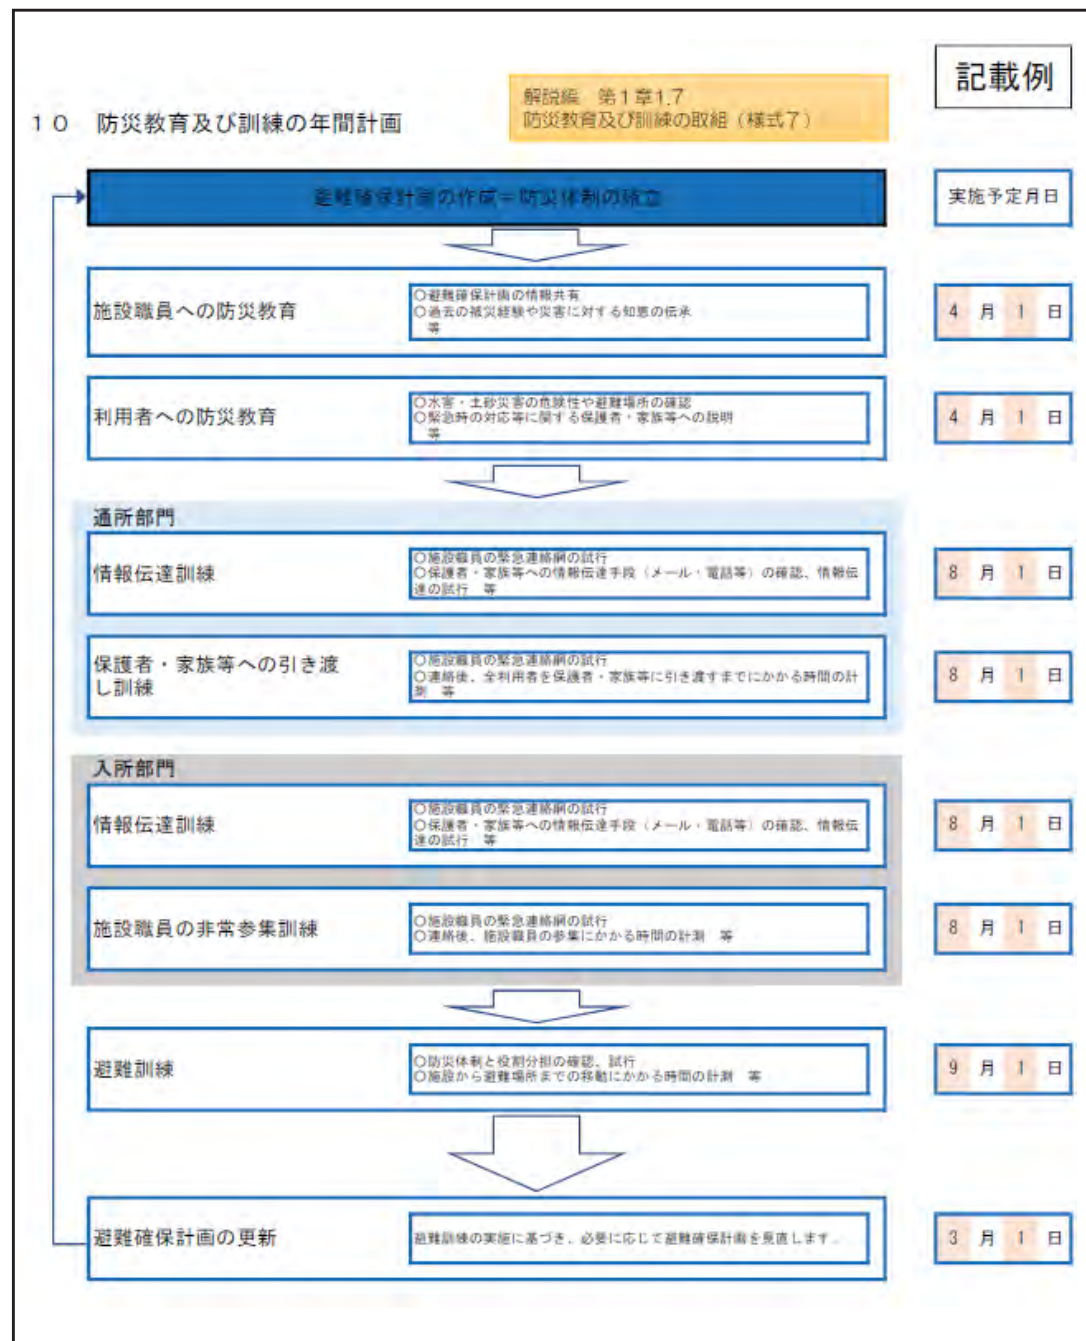 記載例
解説編　第1章1.7
防災教育及び訓練の取組（様式7）
１０　防災教育及び訓練の年間計画
避難確保計画の作成＝防災体制の確立
実施予定月日
施設職員への防災教育
〇避難確保計画の情報共有
〇過去の被災経験や災害に対する知恵の伝承
等
4 月 1 日
利用者への防災教育
〇水害・土砂災害の危険性や避難場所の確認
〇緊急時の対応等に関する保護者・家族等への説明
等
4 月 1 日
通所部門
情報伝達訓練
〇施設職員の緊急連絡網の試行
〇保護者・家族等への情報伝達手段（メール・電話等）の確認、情報伝
達の試行　等
8 月 1 日
保護者・家族等への引き渡
し訓練
〇施設職員の緊急連絡網の試行
〇連絡後、全利用者を保護者・家族等に引き渡すまでにかかる時間の計
測　等
8 月 1 日
入所部門
情報伝達訓練
〇施設職員の緊急連絡網の試行
〇保護者・家族等への情報伝達手段（メール・電話等）の確認、情報伝
達の試行　等
8 月 1 日
施設職員の非常参集訓練
〇施設職員の緊急連絡網の試行
〇連絡後、施設職員の参集にかかる時間の計測　等
8 月 1 日
避難訓練
〇防災体制と役割分担の確認、試行
〇施設から避難場所までの移動にかかる時間の計測　等
9 月 1 日
避難確保計画の更新
避難訓練の実施に基づき、必要に応じて避難確保計画を見直します。
3 月 1 日